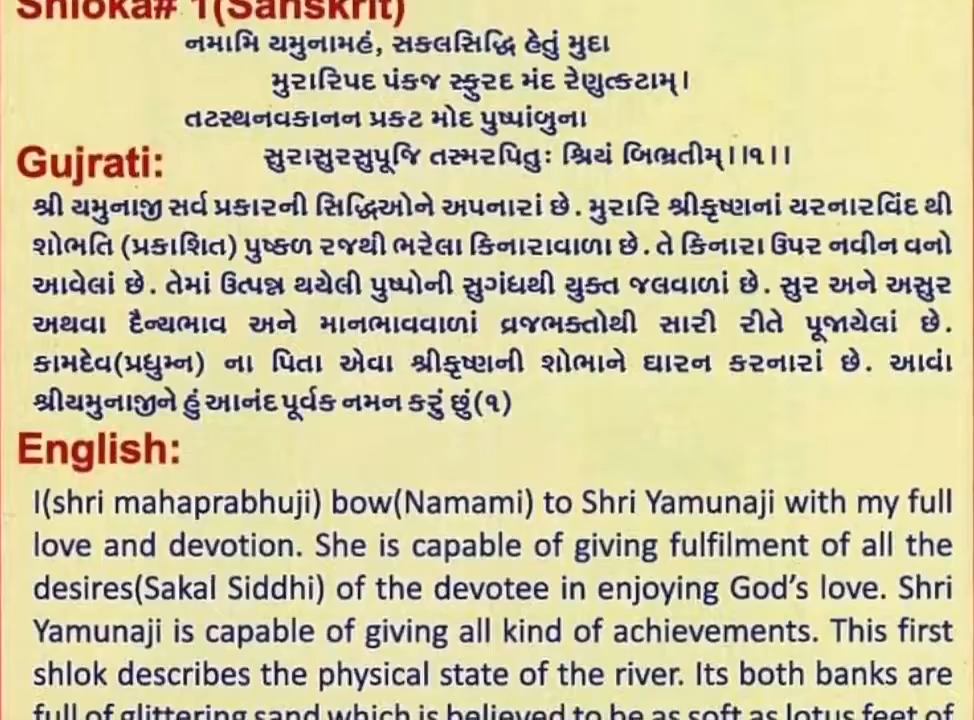 Shloka# 1(Sanskrit)
નમામિ યમુનામહં, સકલસિદ્ધિ હેતું મુદા
મુરારિપદ પંકજ સ્ફુરદ મંદ રેણુત્કટામ્।
તટસ્થનવકાનન પ્રકટ મોદ પુષ્પાંબુના
સુરાસુરસુપૂજિ તસ્મરપિતુઃ શ્રિયં બિભ્રતીમ્।।૧।।
Gujrati:
શ્રી યમુનાજી સર્વ પ્રકારની સિદ્ધિઓને અપનારાં છે. મુરારિ શ્રીકૃષ્ણનાં ચરનારવિંદ થી
શોભતિ (પ્રકાશિત) પુષ્કળ રજથી ભરેલા કિનારાવાળા છે. તે કિનારા ઉપર નવીન વનો
આવેલાં છે. તેમાં ઉત્પન્ન થયેલી પુષ્પોની સુગંધથી યુક્ત જલવાળાં છે. સુર અને અસુર
અથવા દૈન્યભાવ અને માનભાવવાળાં વ્રજભક્તોથી સારી રીતે પૂજાયેલાં છે.
કામદેવ(પ્રધુમ્ન) ના પિતા એવા શ્રીકૃષ્ણની શોભાને ઘારન કરનારાં છે. આવાં
શ્રીયમુનાજીને હું આનંદ પૂર્વક નમન કરું છું(૧)
English:
I(shri mahaprabhuji) bow(Namami) to Shri Yamunaji with my full
love and devotion. She is capable of giving fulfilment of all the
desires(Sakal Siddhi) of the devotee in enjoying God's love. Shri
Yamunaji is capable of giving all kind of achievements. This first
shlok describes the physical state of the river. Its both banks are
full of glittering sand which is believed to be as soft as lotus feet of